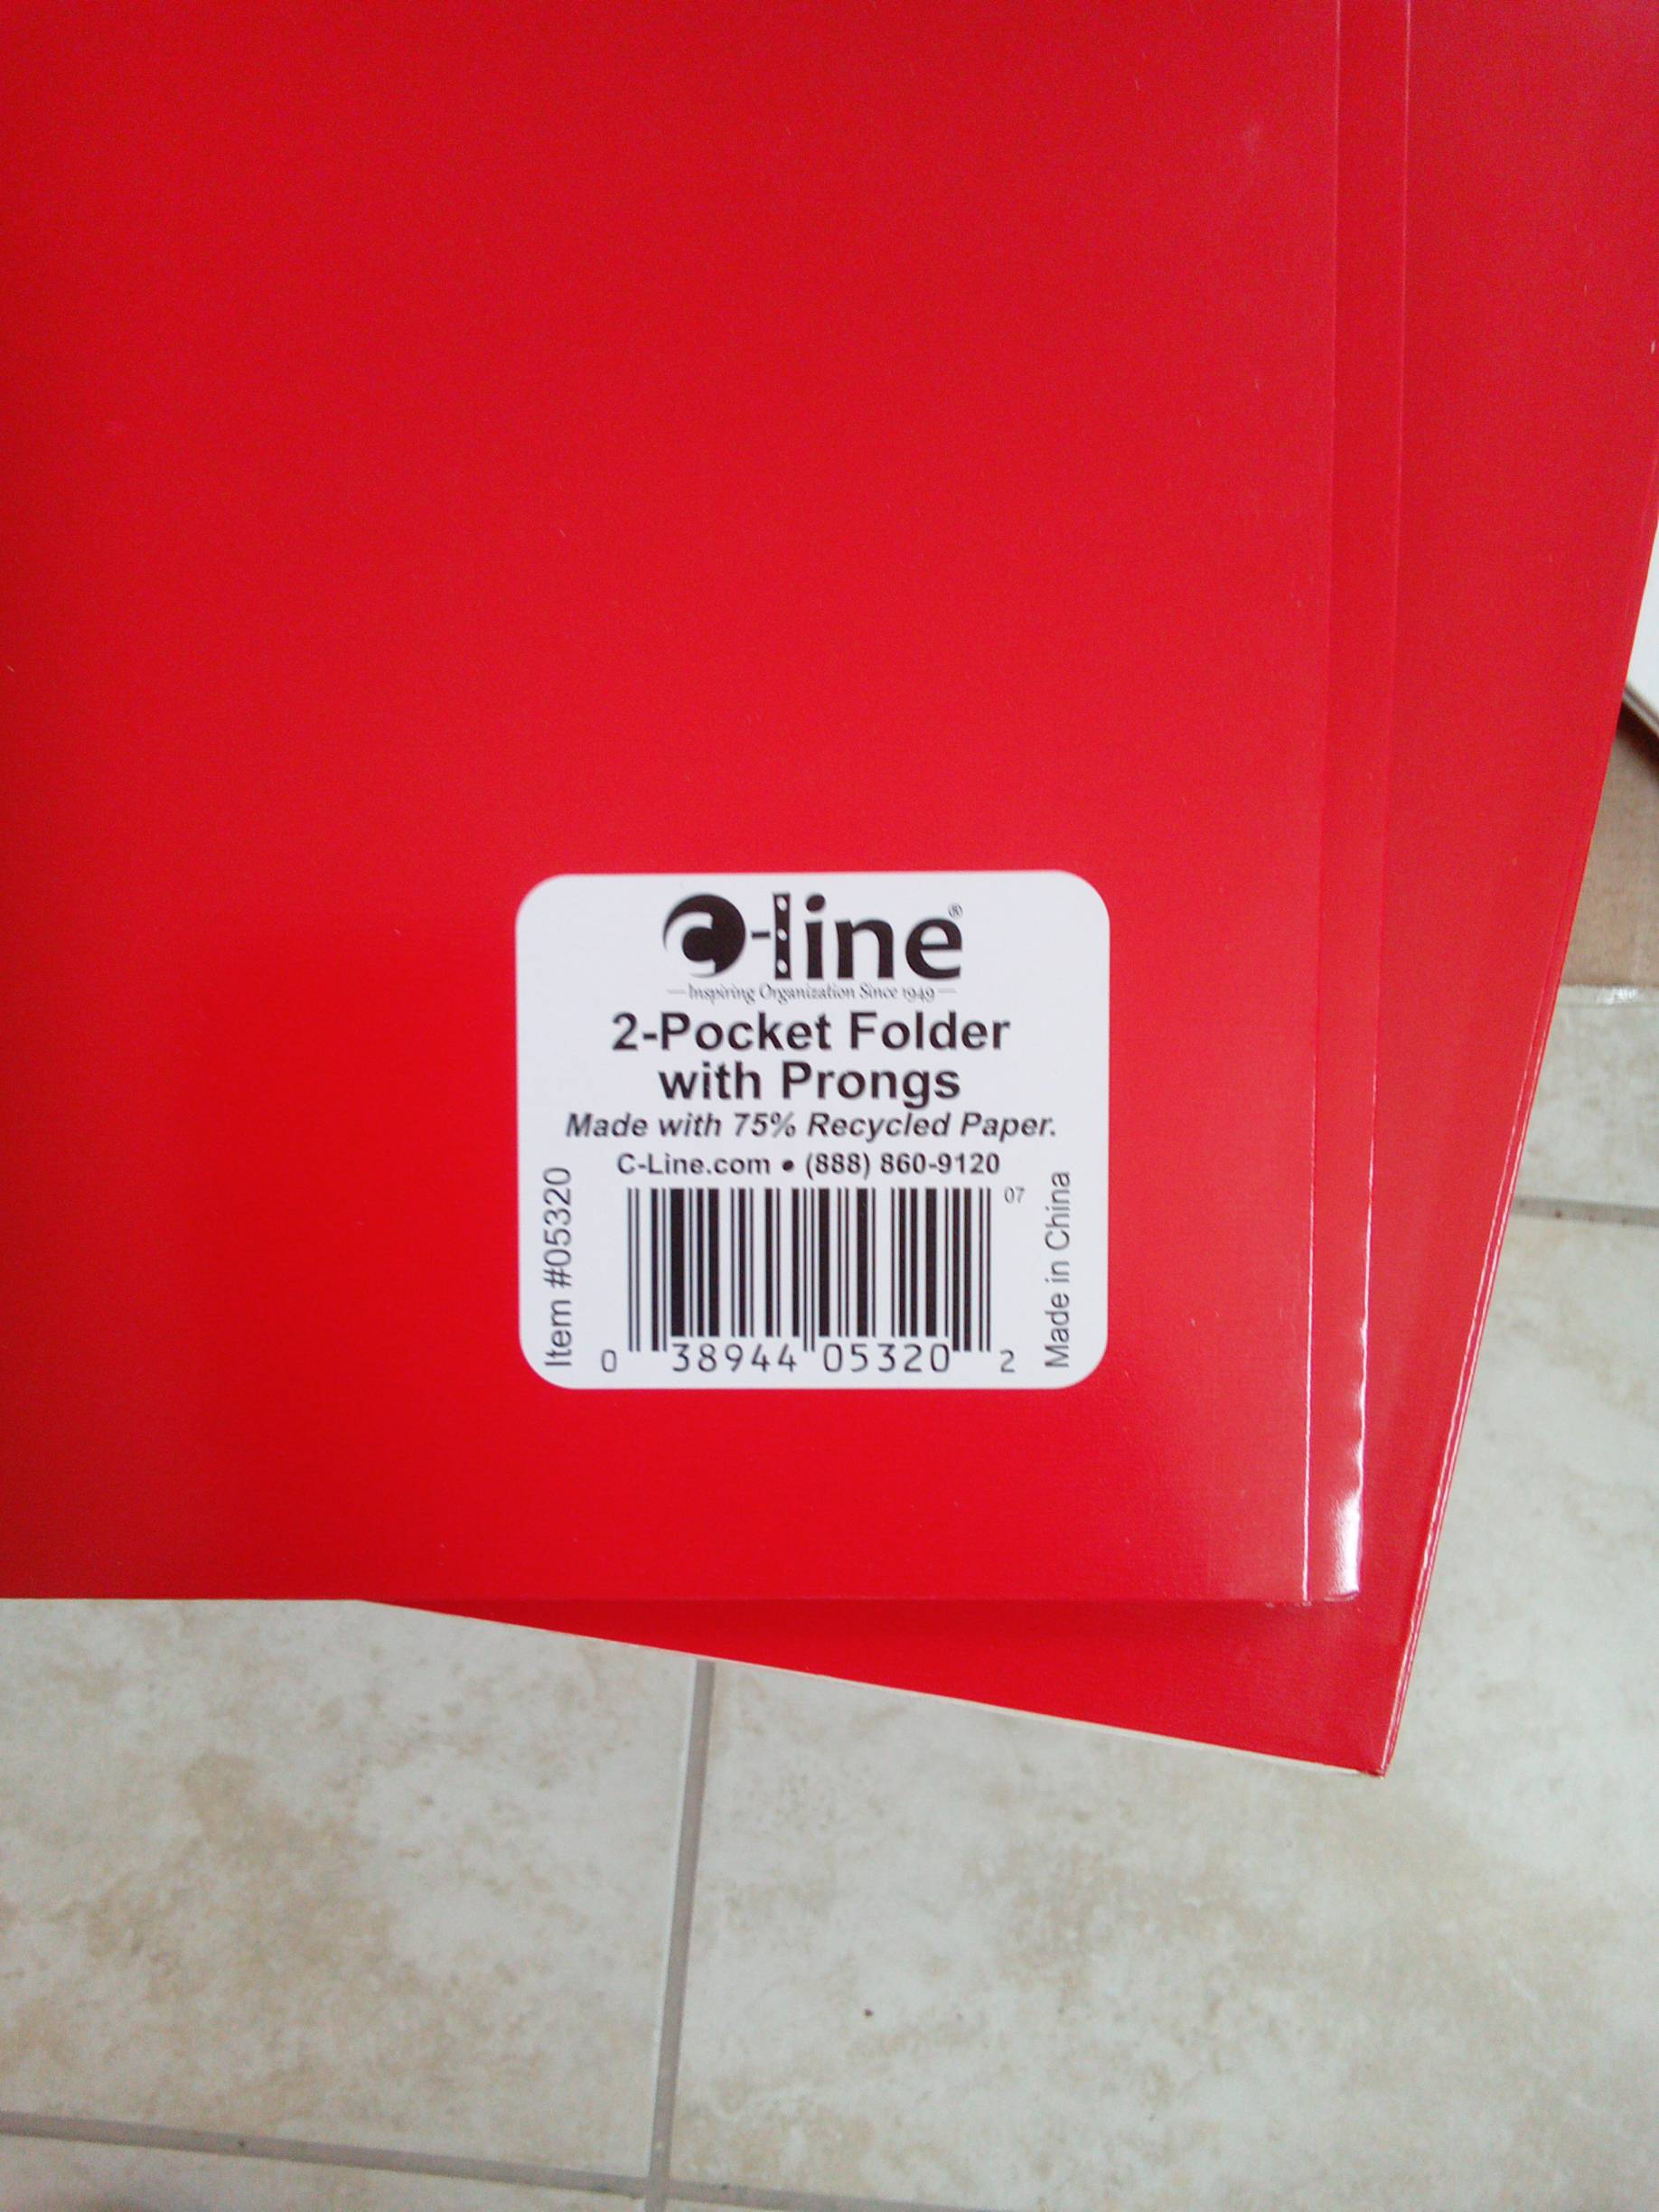 C-line®
Inspiring Organization Since 1949
2-Pocket Folder
with Prongs
Made with 75% Recycled Paper.
C-Line.com • (888) 860-9120
Item #05320
07
Made in China
0 38944 05320 2